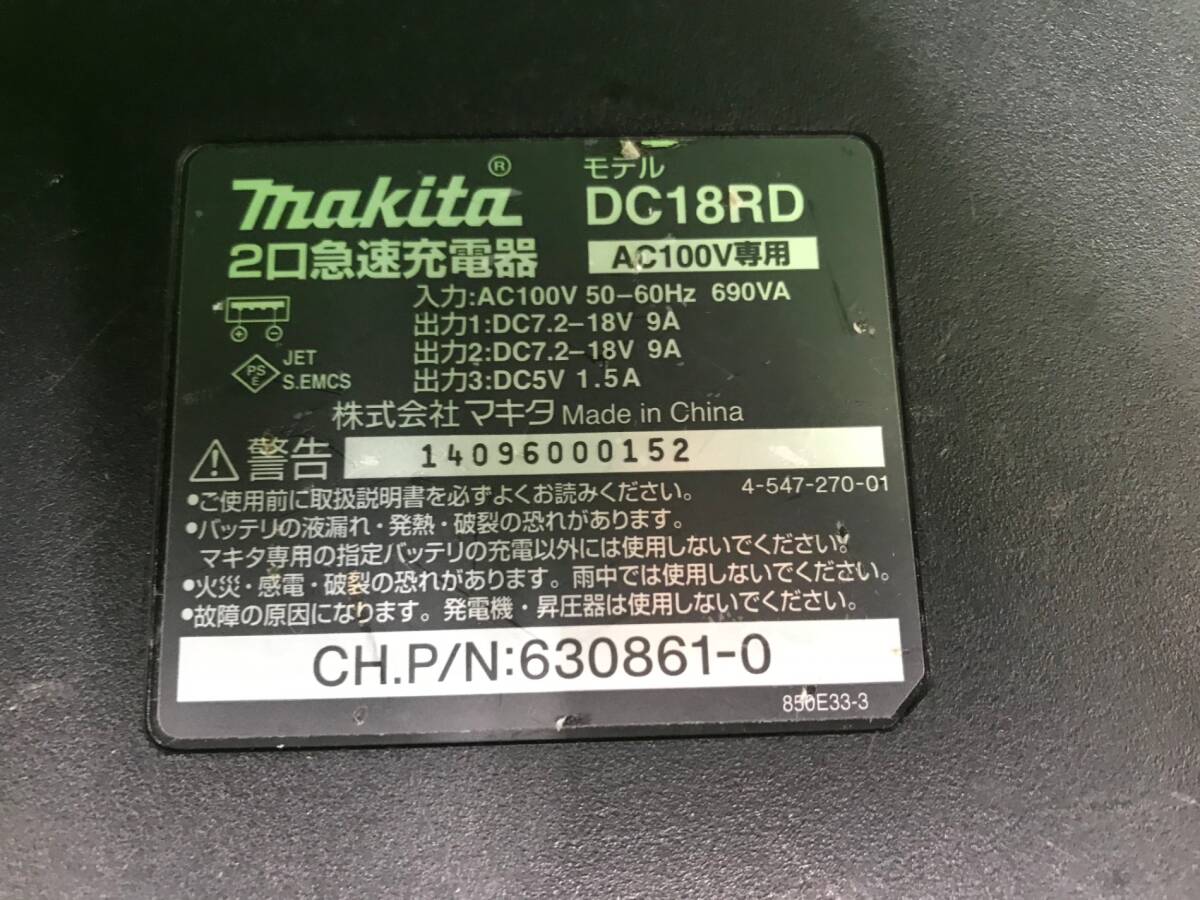 makita®
モデル
DC18RD
2口急速充電器
AC100V専用
入力:AC100V 50-60Hz 690VA
出力1:DC7.2-18V 9A
出力2:DC7.2-18V 9A
出力3:DC5V 1.5A
PS
E
JET
S.EMCS
株式会社マキタ Made in China
警告
14096000152
4-547-270-01
•ご使用前に取扱説明書を必ずよくお読みください。
•バッテリの液漏れ・発熱・破裂の恐れがあります。
マキタ専用の指定バッテリの充電以外には使用しないでください。
•火災・感電・破裂の恐れがあります。雨中では使用しないでください。
•故障の原因になります。発電機・昇圧器は使用しないでください。
CH.P/N:630861-0
850E33-3